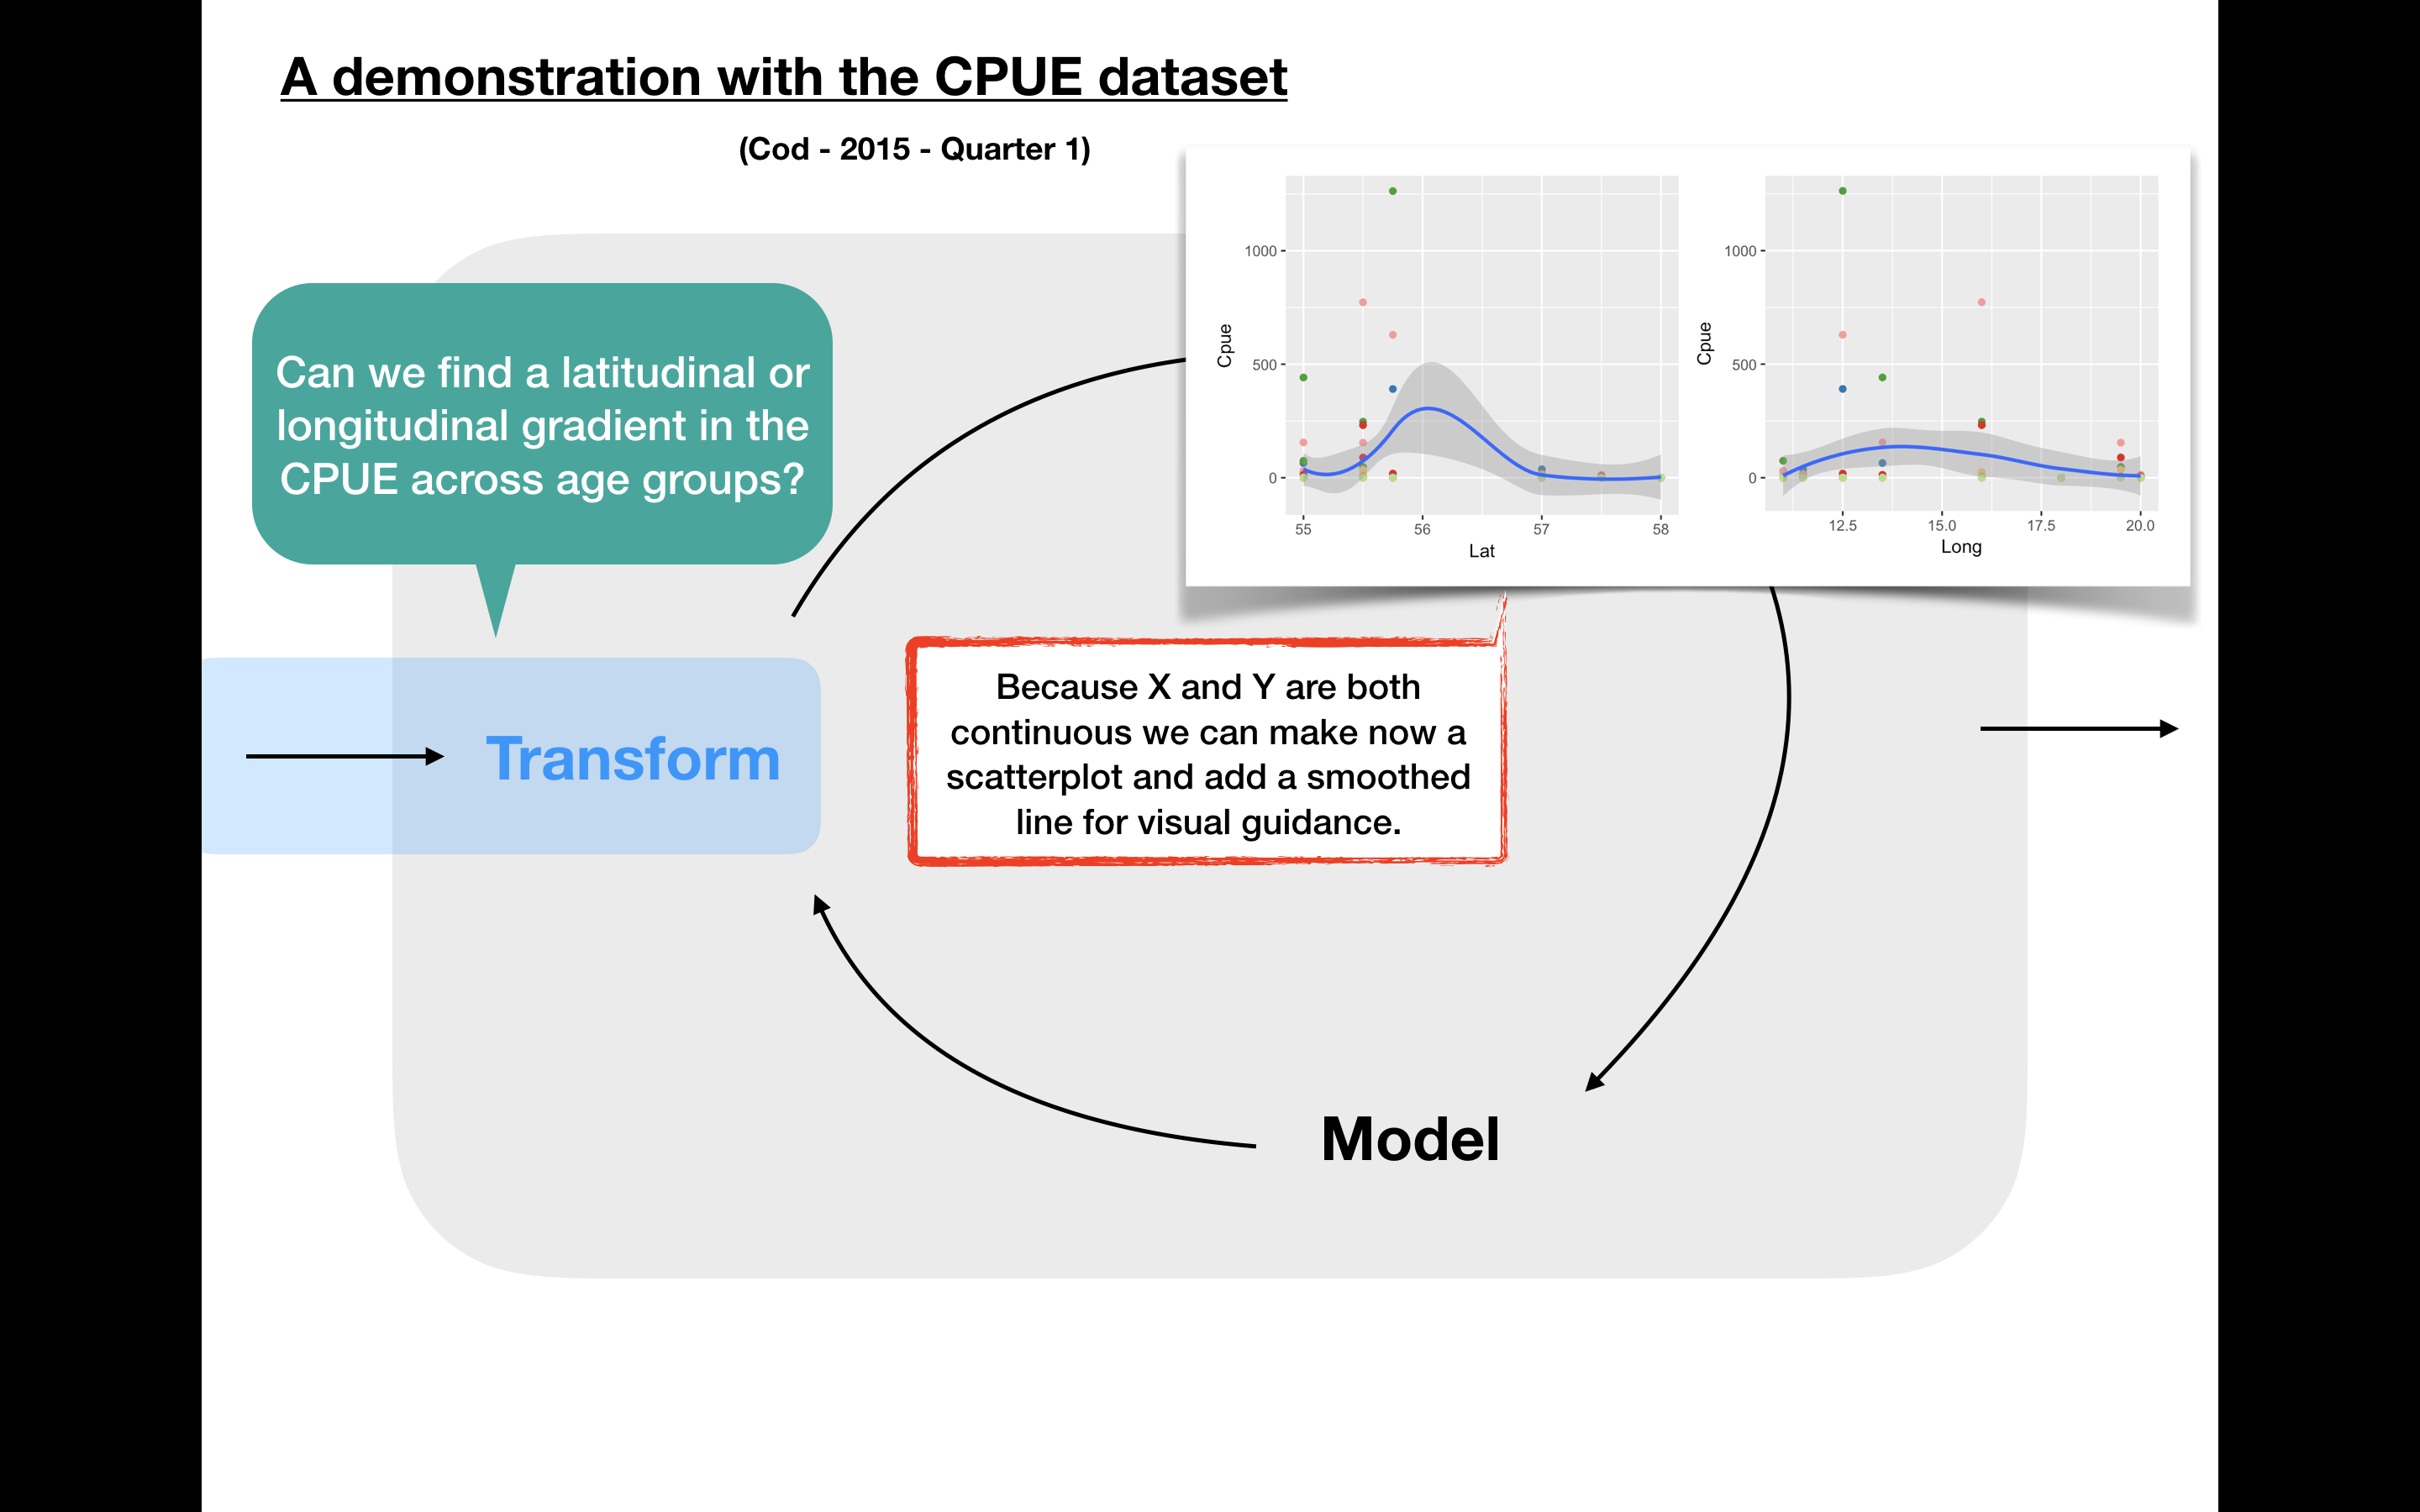 A demonstration with the CPUE dataset
(Cod - 2015 - Quarter 1)
Can we find a latitudinal or
longitudinal gradient in the
CPUE across age groups?
Cpue
1000
500
0
55 56 57 58
Lat
Cpue
1000
500
0
12.5 15.0 17.5 20.0
Long
Transform
Because X and Y are both
continuous we can make now a
scatterplot and add a smoothed
line for visual guidance.
Model